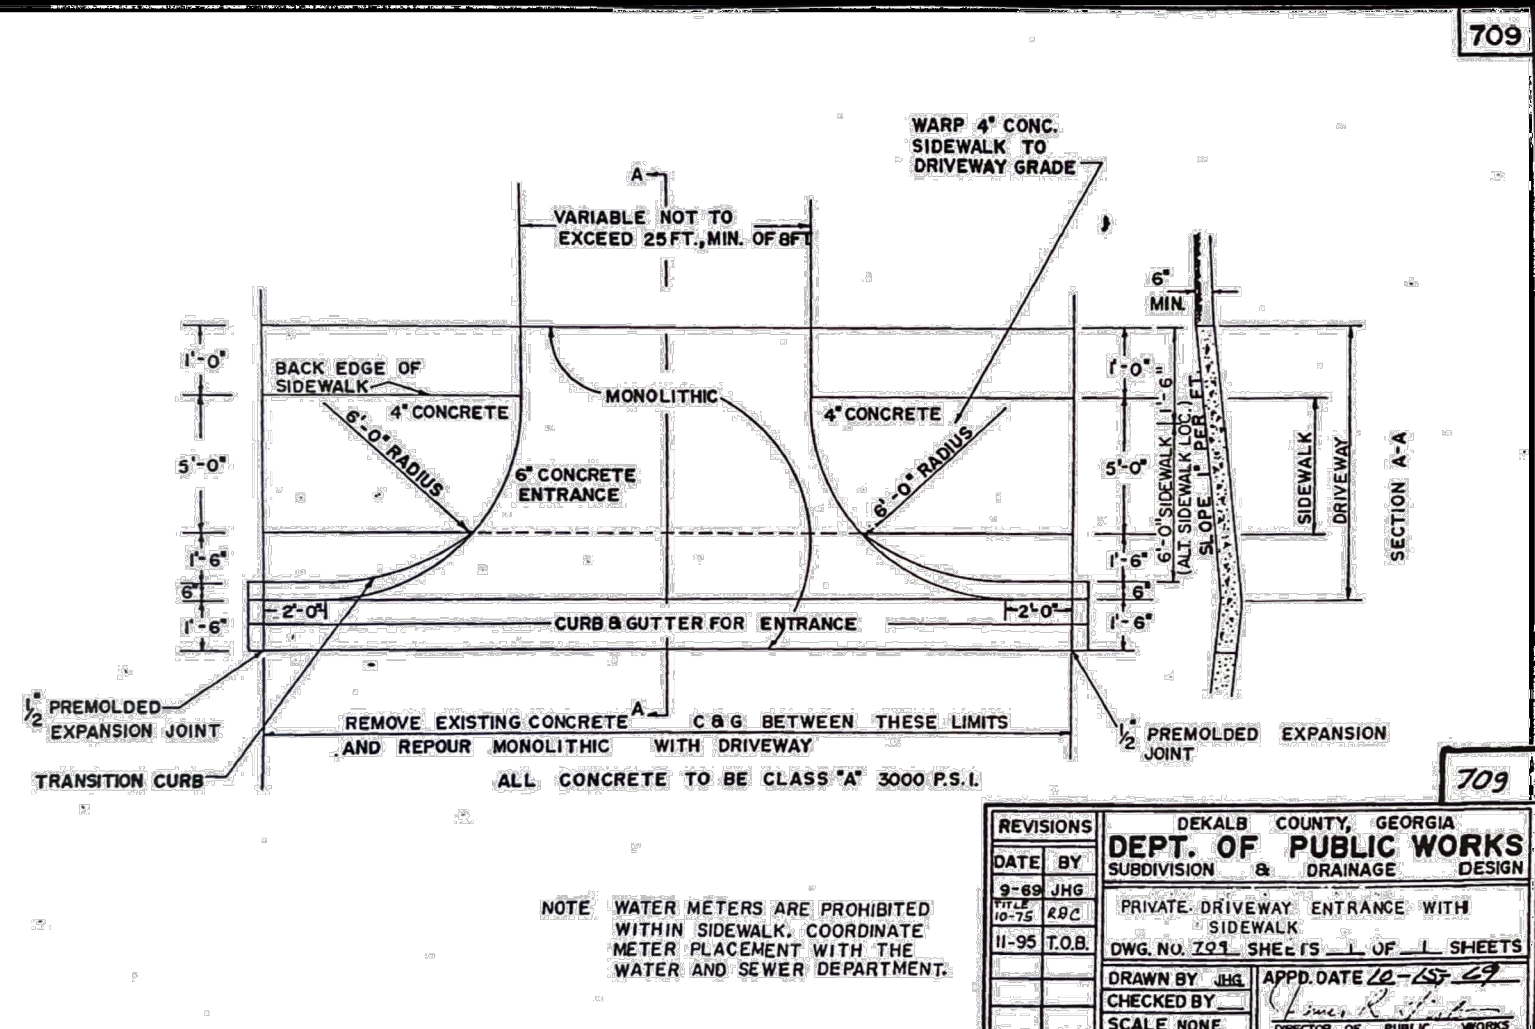 709
WARP 4" CONC.
SIDEWALK TO
DRIVEWAY GRADE
A
VARIABLE NOT TO
EXCEED 25 FT., MIN. OF 8FT
6"
MIN.
1'-0"
BACK EDGE OF
SIDEWALK
4" CONCRETE
6'-0" RADIUS
MONOLITHIC
4" CONCRETE
6'-0" RADIUS
1'-0"
5'-0"
6" CONCRETE
ENTRANCE
5'-0"
6'-0" SIDEWALK 1'-6"
(ALT. SIDEWALK LOC.)
SLOPE 1" PER FT.
SIDEWALK
DRIVEWAY
SECTION A-A
1'-6"
1'-6"
6"
6"
2'-0"
2'-0"
1'-6"
CURB & GUTTER FOR ENTRANCE
1'-6"
1/2" PREMOLDED
EXPANSION JOINT
A
REMOVE EXISTING CONCRETE C & G BETWEEN THESE LIMITS
AND REPOUR MONOLITHIC WITH DRIVEWAY
1/2" PREMOLDED EXPANSION
JOINT
TRANSITION CURB
ALL CONCRETE TO BE CLASS "A" 3000 P.S.I.
709
NOTE WATER METERS ARE PROHIBITED
WITHIN SIDEWALK. COORDINATE
METER PLACEMENT WITH THE
WATER AND SEWER DEPARTMENT.
REVISIONS
DATE BY
9-69 JHG
TITLE
10-75 RDC
11-95 T.O.B.
DEKALB COUNTY, GEORGIA
DEPT. OF PUBLIC WORKS
SUBDIVISION & DRAINAGE DESIGN
PRIVATE DRIVEWAY ENTRANCE WITH
SIDEWALK
DWG. NO. 709 SHEETS 1 OF 1 SHEETS
DRAWN BY JHG
CHECKED BY
SCALE NONE
APPD. DATE 10-15-69
DIRECTOR OF PUBLIC WORKS